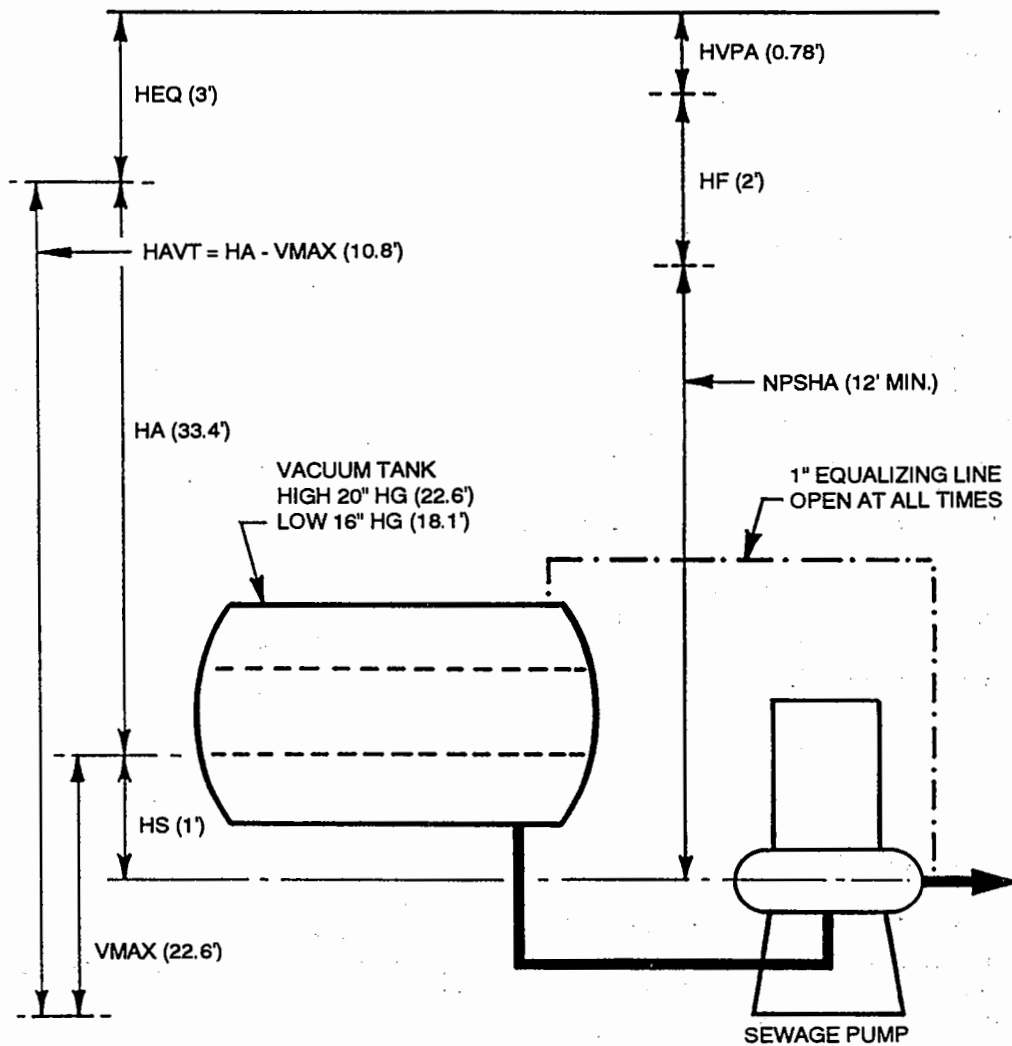 HVPA (0.78')
HEQ (3')
HF (2')
HAVT = HA - VMAX (10.8')
NPSHA (12' MIN.)
HA (33.4')
VACUUM TANK
HIGH 20" HG (22.6')
LOW 16" HG (18.1')
1" EQUALIZING LINE
OPEN AT ALL TIMES
HS (1')
VMAX (22.6')
SEWAGE PUMP